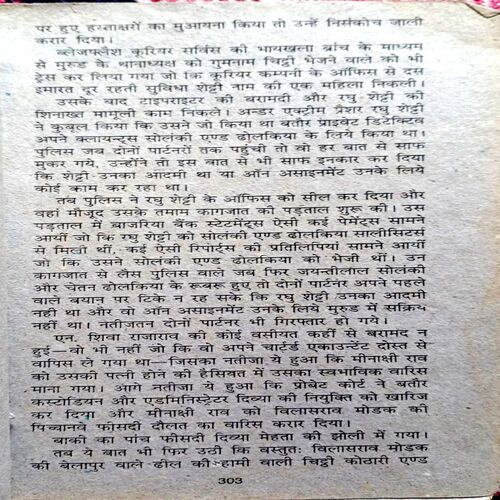 पर हुए हस्ताक्षरों का मुआयना किया तो उन्हें निसंकोच जाली
करार दिया।
ब्लेजफ्लैश कूरियर सर्विस की भायखला ब्रांच के माध्यम
से मुरुड के थानाध्यक्ष को गुमनाम चिट्ठी भेजने वाले को भी
ट्रेस कर लिया गया जो कि कूरियर कम्पनी के ऑफिस से दस
इमारत दूर रहती सुविधा शेट्टी नाम की एक महिला निकली।
उसके बाद टाइपराइटर की बरामदी और रघु शेट्टी की
शिनाख्त मामूली काम निकले। अन्डर एक्ट्रीम प्रैशर रघु शेट्टी
ने कुबूल किया कि उसने जो किया था बतौर प्राइवेट डिटेक्टिव
अपने क्लायन्ट्स सोलंकी एण्ड ढोलकिया के लिये किया था।
पुलिस जब दोनों पार्टनरों तक पहुंची तो वो हर बात से साफ
मुकर गये, उन्होंने तो इस बात से भी साफ इनकार कर दिया
कि शेट्टी उनका आदमी था या ऑन असाइनमेंट उनके लिये
कोई काम कर रहा था।
तब पुलिस ने रघु शेट्टी के ऑफिस को सील कर दिया और
वहां मौजूद उसके तमाम कागजात की पड़ताल शुरू की। उस
पड़ताल में बाजरिया बैंक स्टेटमेंट्स ऐसी कई पेमेंट्स सामने
आयीं जो कि रघु शेट्टी को सोलंकी एण्ड ढोलकिया सालीसिटर्स
से मिली थीं, कई ऐसी रिपोर्ट्स की प्रतिलिपियां सामने आयीं
जो कि उसने सोलंकी एण्ड ढोलकिया को भेजी थीं। उन
कागजात से लैस पुलिस वाले जब फिर जयन्तीलाल सोलंकी
और चेतन ढोलकिया के रूबरू हुए तो दोनों पार्टनर अपने पहले
वाले बयान पर टिके न रह सके कि रघु शेट्टी उनका आदमी
नही था और वो ऑन असाइनमेंट उनके लिये मुरुड में सक्रिय
नहीं था। नतीज़तन दोनों पार्टनर भी गिरफ्तार हो गये।
एन. शिवा राजाराव की कोई वसीयत कहीं से बरामद न
हुई—वो भी नहीं जो कि वो अपने चार्टर्ड एकाउन्टेंट दोस्त से
वापिस ले गया था—जिसका नतीजा ये हुआ कि मीनाक्षी राव
को उसकी पत्नी होने की हैसियत में उसका स्वभाविक वारिस
माना गया। आगे नतीजा ये हुआ कि प्रोबेट कोर्ट ने बतौर
कस्टोडियन और एडमिनिस्ट्रेटर दिव्या की नियुक्ति को खारिज
कर दिया और मीनाक्षी राव को विलासराव मोडक की
पिच्चानवे फीसदी दौलत का वारिस करार दिया।
बाकी का पांच फीसदी दिव्या मेहता की झोली में गया।
तब ये बात भी फिर उठी कि वस्तुतः विलासराव मोडक
की बेलापुर वाले ढील की हामी वाली चिट्ठी कोठारी एण्ड
303